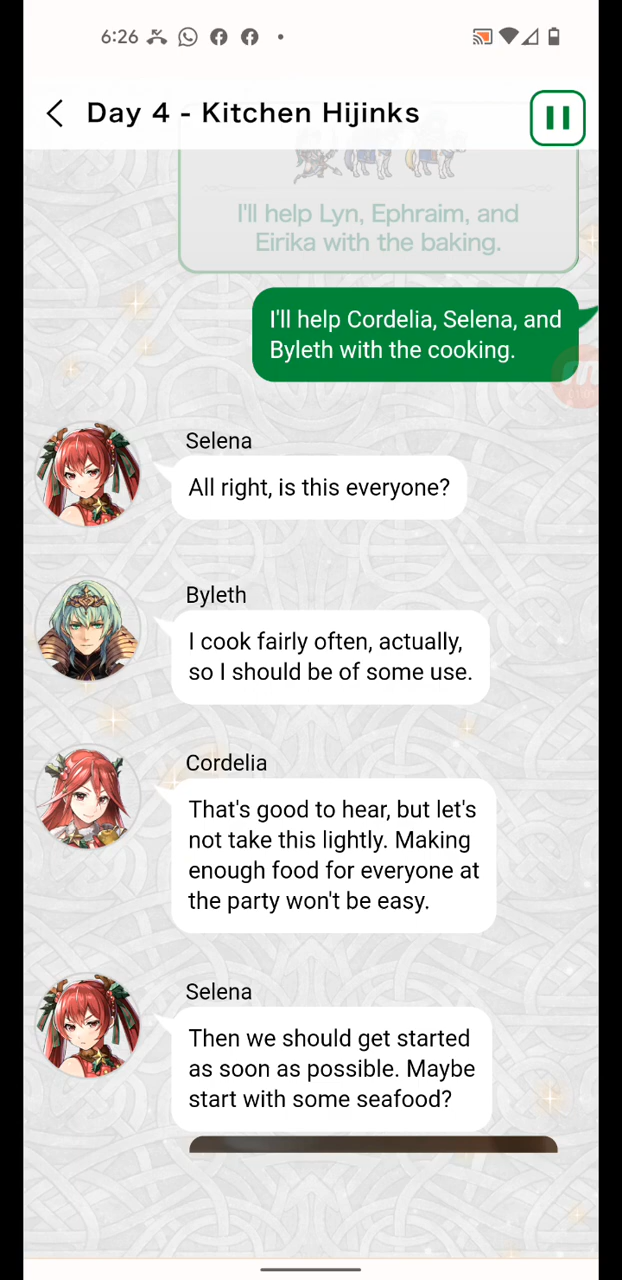 6:26
Day 4 - Kitchen Hijinks
I'll help Lyn, Ephraim, and
Eirika with the baking.
I'll help Cordelia, Selena, and
Byleth with the cooking.
Selena
All right, is this everyone?
Byleth
I cook fairly often, actually,
so I should be of some use.
Cordelia
That's good to hear, but let's
not take this lightly. Making
enough food for everyone at
the party won't be easy.
Selena
Then we should get started
as soon as possible. Maybe
start with some seafood?